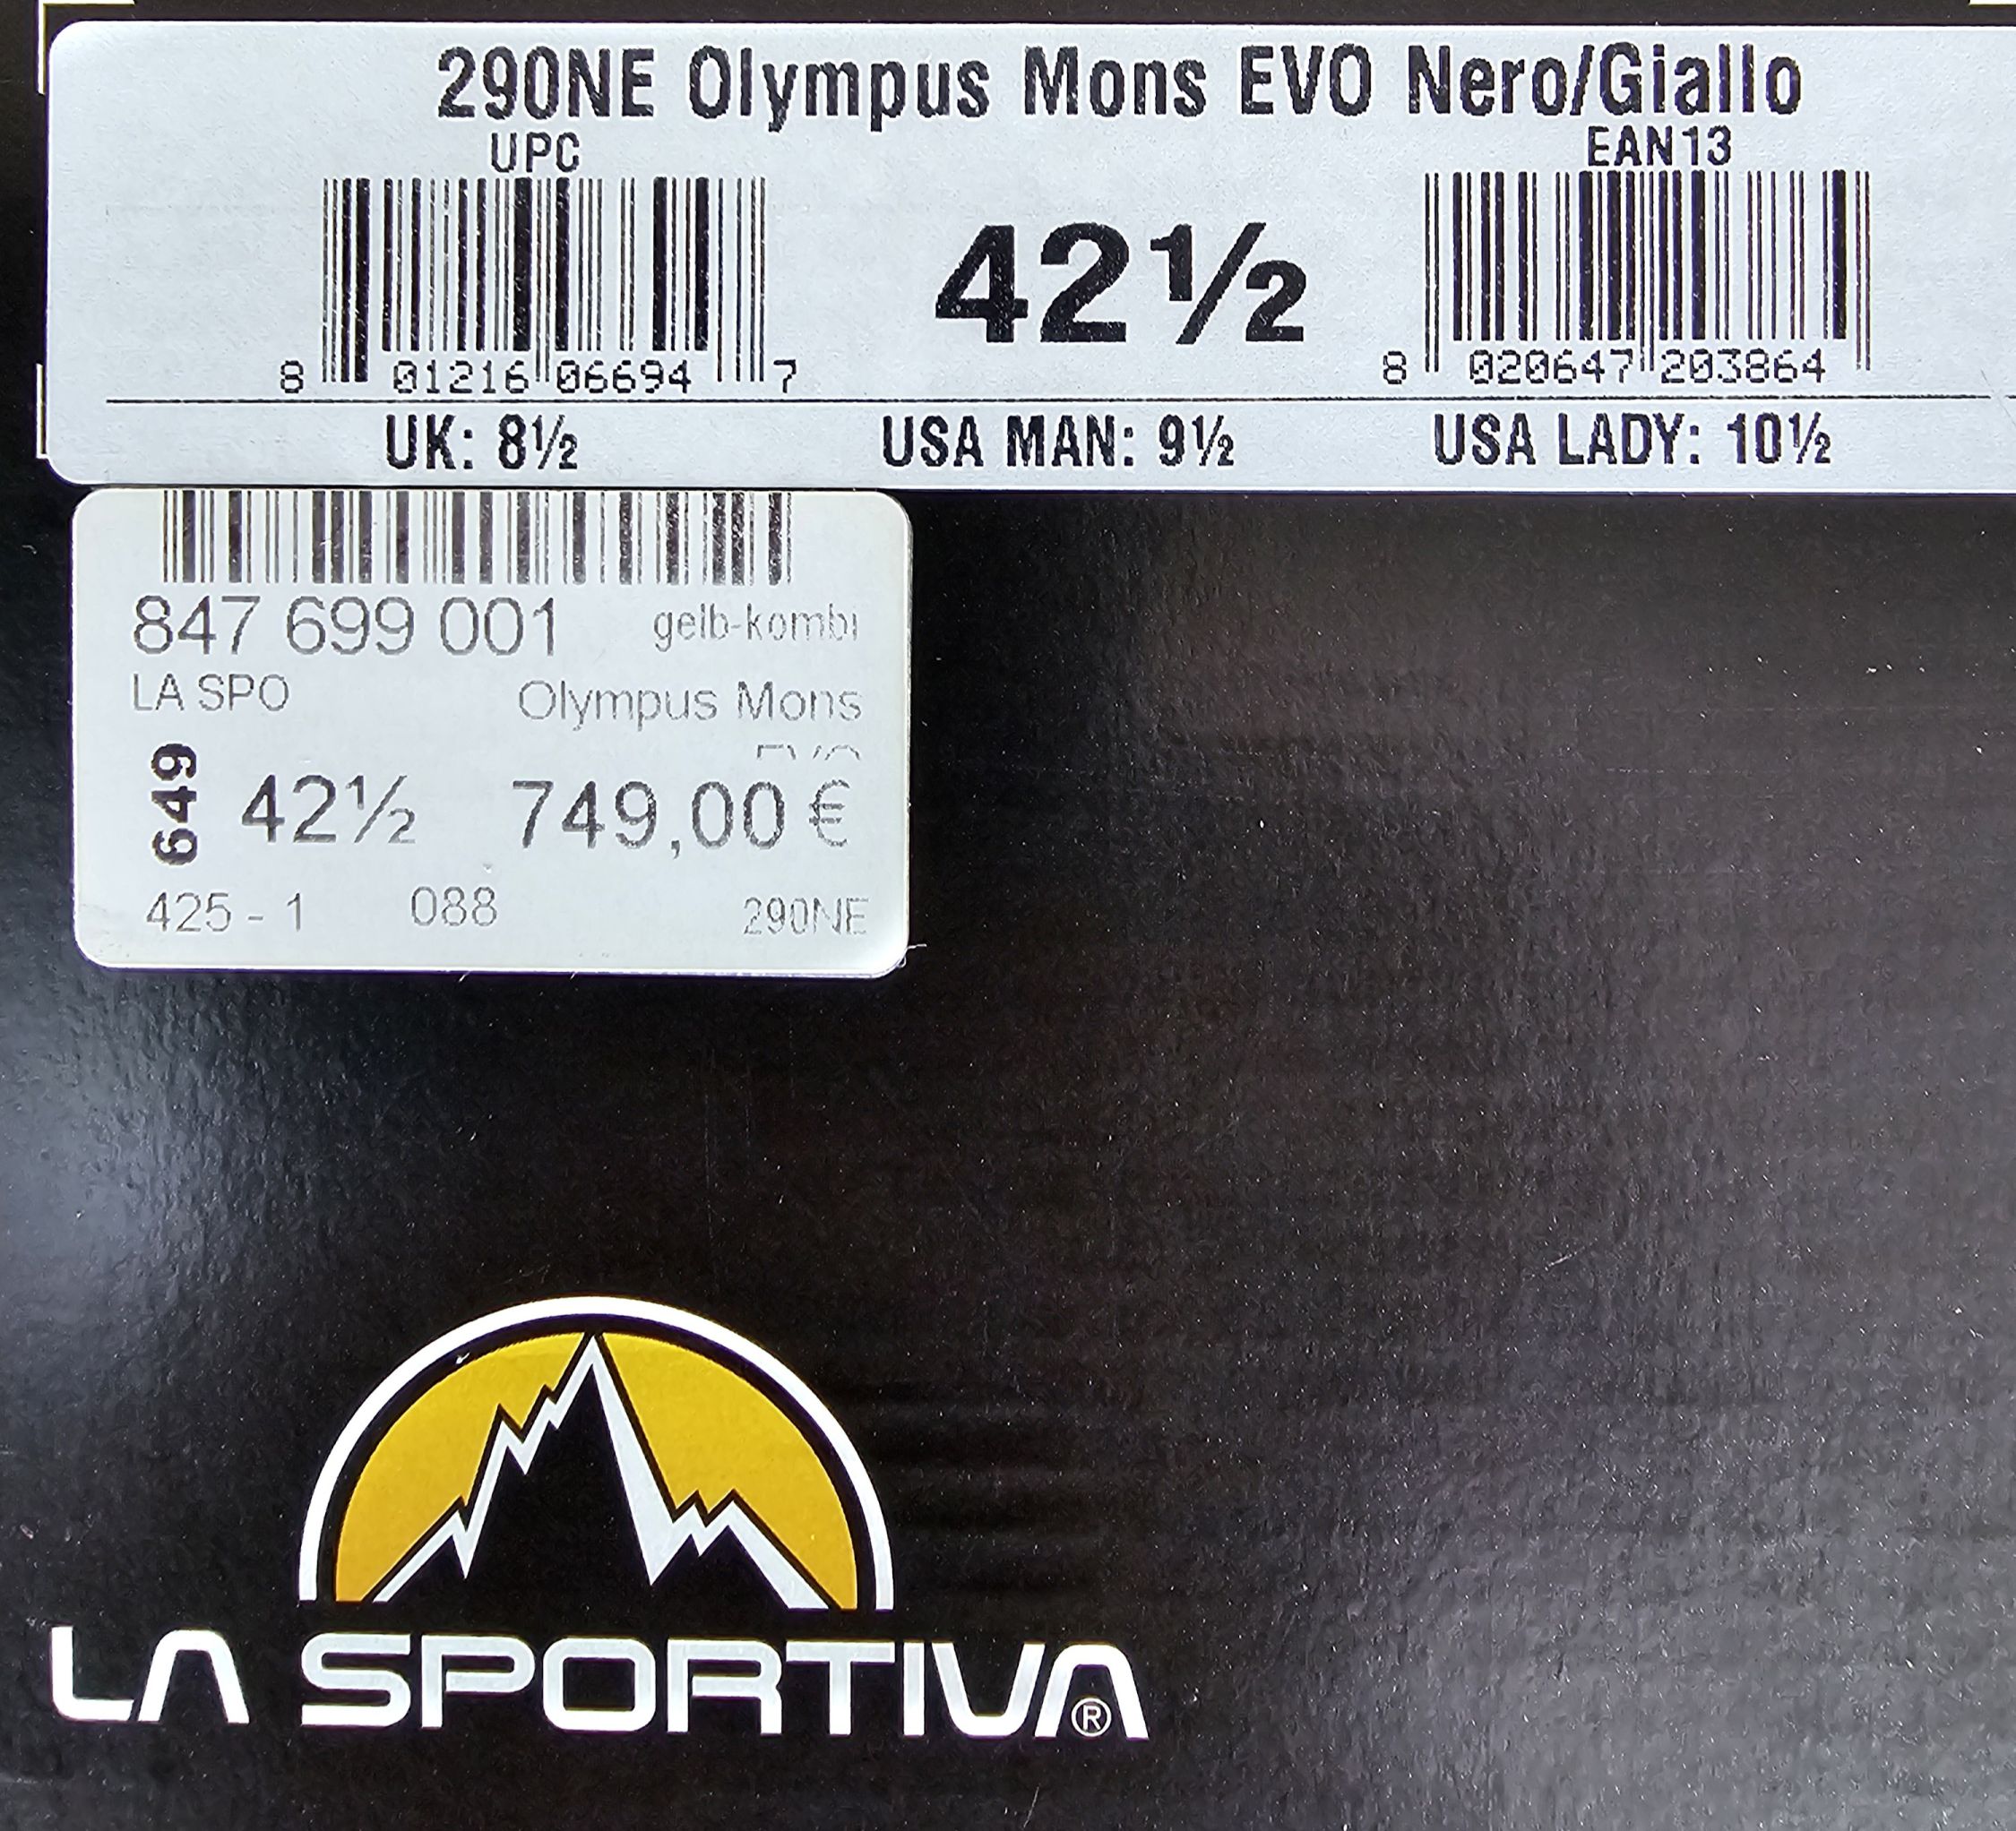 290NE Olympus Mons EVO Nero/Giallo
UPC
EAN13
42½
8 01216 06694 7
8 020647 203864
UK: 8½ USA MAN: 9½ USA LADY: 10½
847 699 001 gelb-kombi
LA SPO Olympus Mons
EVO
649
42½ 749,00 €
425 - 1 088 290NE
LA SPORTIVA®